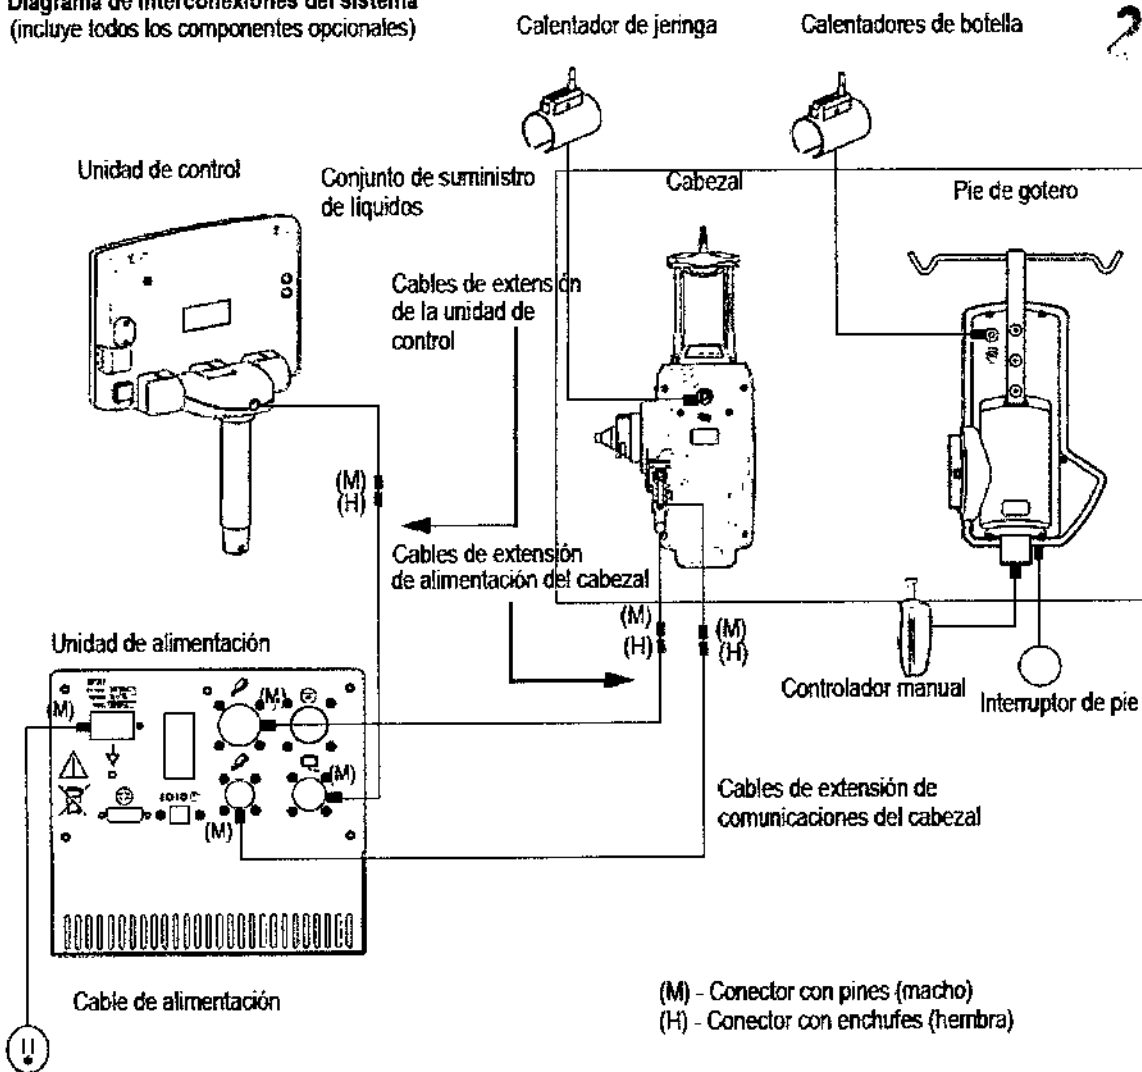 Diagrama de interconexiones del sistema
(incluye todos los componentes opcionales)
Calentador de jeringa
Calentadores de botella
2
Unidad de control
Conjunto de suministro
de líquidos
Cabezal
Pie de gotero
Cables de extensión
de la unidad de
control
(M)
(H)
Cables de extensión
de alimentación del cabezal
(M)
(H)
(M)
(H)
Unidad de alimentación
Controlador manual
Interruptor de pie
(M)
(M)
(M)
(M)
Cables de extensión de
comunicaciones del cabezal
Cable de alimentación
(M) - Conector con pines (macho)
(H) - Conector con enchufes (hembra)